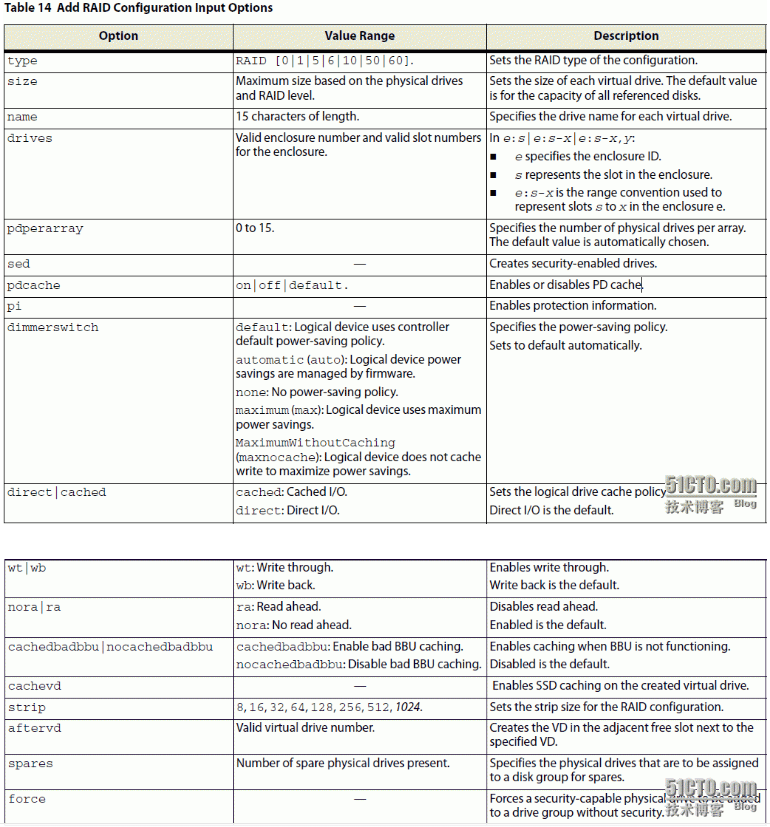 Table 14 Add RAID Configuration Input Options
Option Value Range Description
type RAID [0|1|5|6|10|50|60]. Sets the RAID type of the configuration.
size Maximum size based on the physical drives Sets the size of each virtual drive. The default value
and RAID level. is for the capacity of all referenced disks.
name 15 characters of length. Specifies the drive name for each virtual drive.
drives Valid enclosure number and valid slot numbers In e:s|e:s-x|e:s-x,y:
for the enclosure. ■ e specifies the enclosure ID.
■ s represents the slot in the enclosure.
■ e:s-x is the range convention used to
represent slots s to x in the enclosure e.
pdperarray 0 to 15. Specifies the number of physical drives per array.
The default value is automatically chosen.
sed — Creates security-enabled drives.
pdcache on|off|default. Enables or disables PD cache.
pi — Enables protection information.
dimmerswitch default: Logical device uses controller Specifies the power-saving policy.
default power-saving policy. Sets to default automatically.
automatic (auto): Logical device power
savings are managed by firmware.
none: No power-saving policy.
maximum (max): Logical device uses maximum
power savings.
MaximumWithoutCaching
(maxnocache): Logical device does not cache
write to maximize power savings.
direct|cached cached: Cached I/O. Sets the logical drive cache policy
direct: Direct I/O. Direct I/O is the default.
51CTO.com
技术博客 Blog
wt|wb wt: Write through. Enables write through.
wb: Write back. Write back is the default.
nora|ra ra: Read ahead. Disables read ahead.
nora: No read ahead. Enabled is the default.
cachedbadbbu|nocachedbadbbu cachedbadbbu: Enable bad BBU caching. Enables caching when BBU is not functioning.
nocachedbadbbu: Disable bad BBU caching. Disabled is the default.
cachevd — Enables SSD caching on the created virtual drive.
strip 8, 16, 32, 64, 128, 256, 512, 1024. Sets the strip size for the RAID configuration.
aftervd Valid virtual drive number. Creates the VD in the adjacent free slot next to the
specified VD.
spares Number of spare physical drives present. Specifies the physical drives that are to be assigned
to a disk group for spares.
force — Forces a security-capable physical drive to be added
to a drive group without security.
51CTO.com
技术博客 Blog